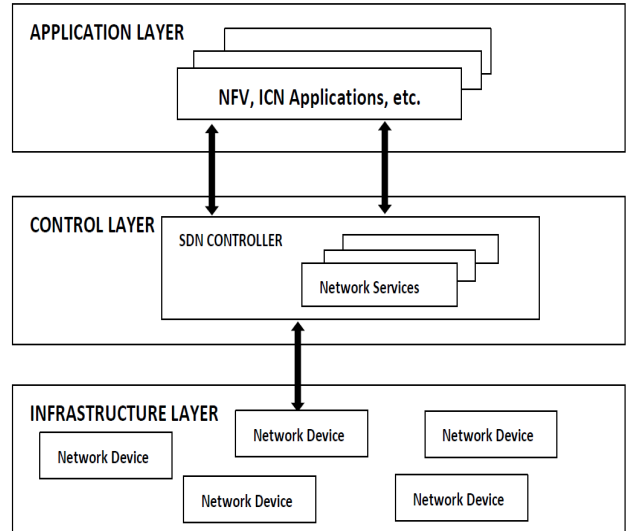 APPLICATION LAYER
NFV, ICN Applications, etc.
CONTROL LAYER
SDN CONTROLLER
Network Services
INFRASTRUCTURE LAYER
Network Device
Network Device
Network Device
Network Device
Network Device